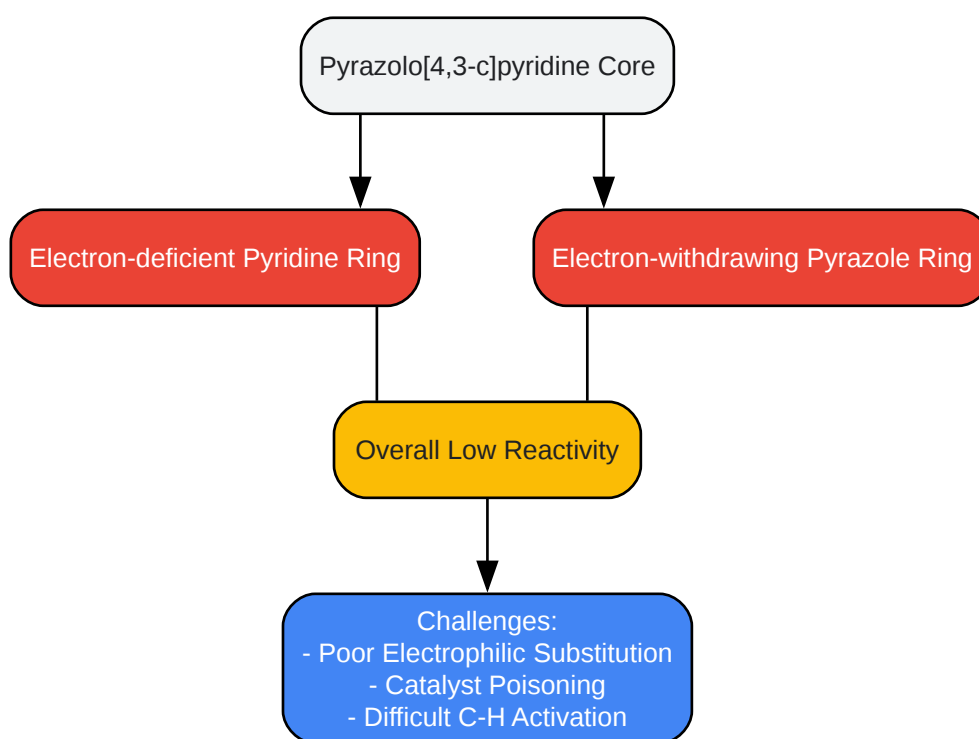 Pyrazolo[4,3-c]pyridine Core
Electron-deficient Pyridine Ring
Electron-withdrawing Pyrazole Ring
Overall Low Reactivity
Challenges:
- Poor Electrophilic Substitution
- Catalyst Poisoning
- Difficult C-H Activation